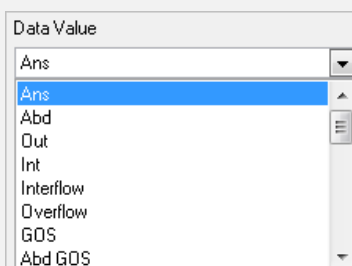 Data Value
Ans
Ans
Abd
Out
Int
Interflow
Overflow
GOS
Abd GOS